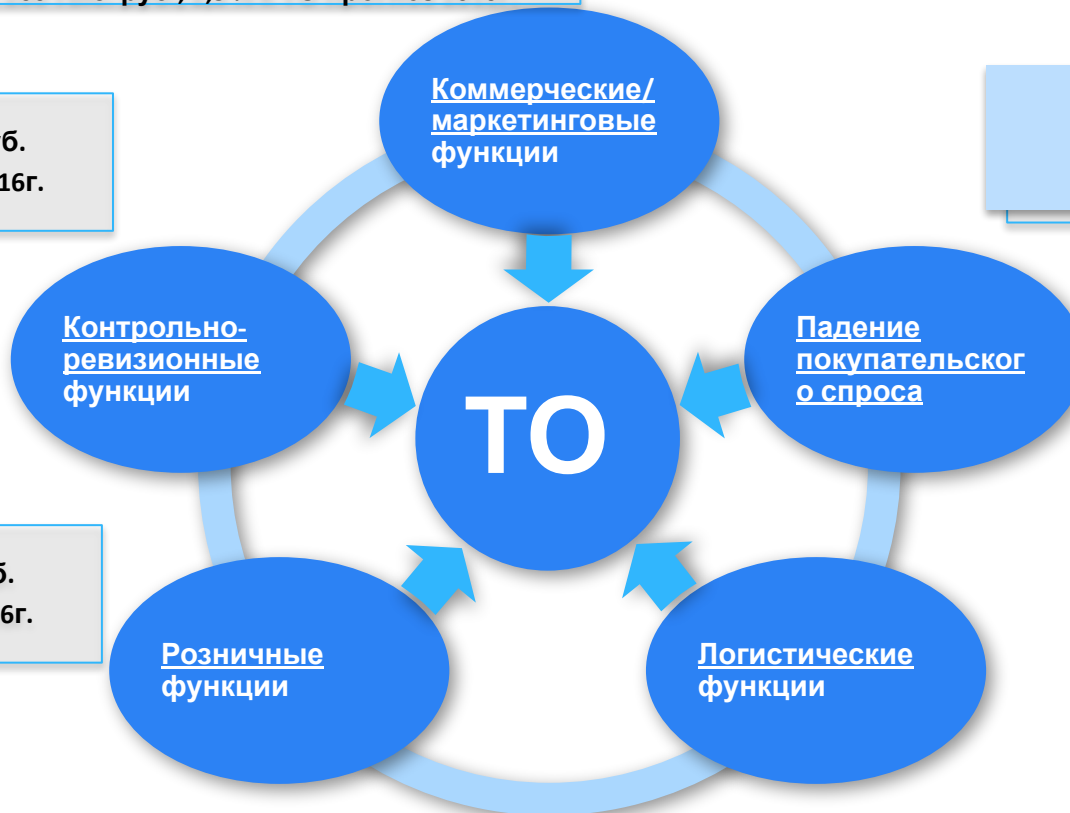 Коммерческие/
маркетинговые
функции
б.
16г.
Контрольно-
ревизионные
функции
Падение
покупательског
о спроса
ТО
б.
6г.
Розничные
функции
Логистические
функции